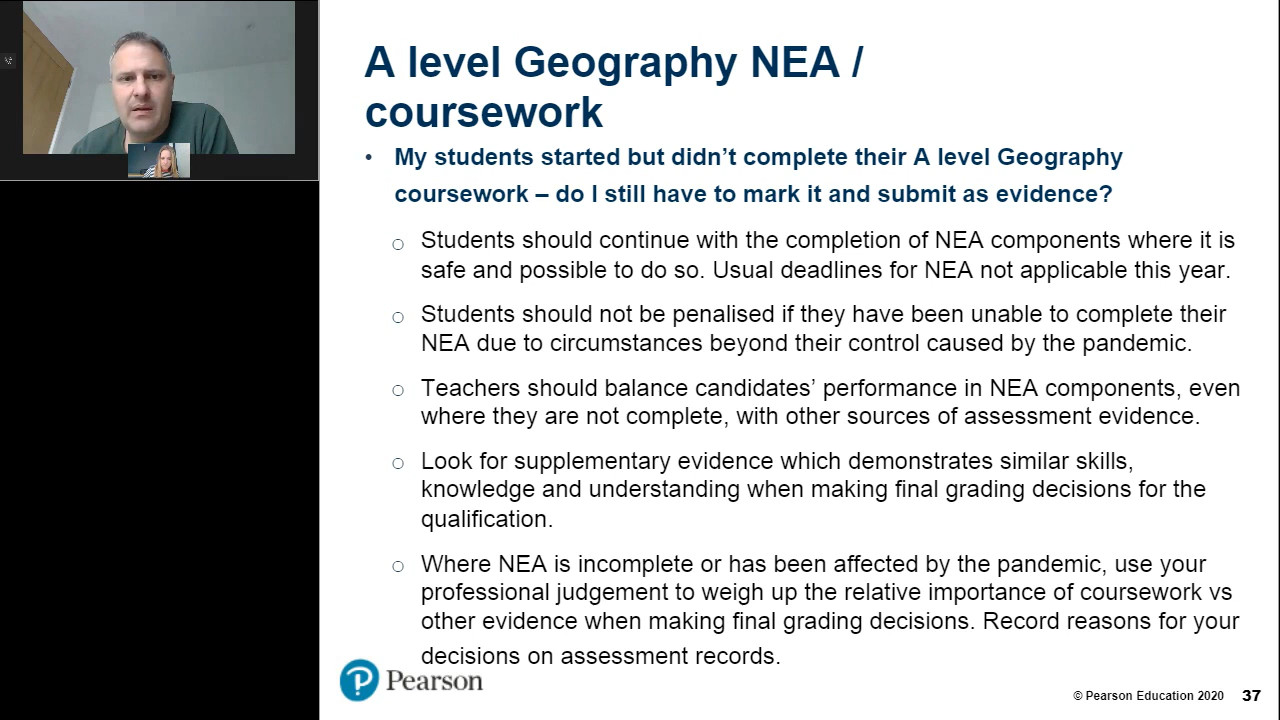 A level Geography NEA /
coursework
• My students started but didn’t complete their A level Geography
coursework – do I still have to mark it and submit as evidence?
○ Students should continue with the completion of NEA components where it is
safe and possible to do so. Usual deadlines for NEA not applicable this year.
○ Students should not be penalised if they have been unable to complete their
NEA due to circumstances beyond their control caused by the pandemic.
○ Teachers should balance candidates’ performance in NEA components, even
where they are not complete, with other sources of assessment evidence.
○ Look for supplementary evidence which demonstrates similar skills,
knowledge and understanding when making final grading decisions for the
qualification.
○ Where NEA is incomplete or has been affected by the pandemic, use your
professional judgement to weigh up the relative importance of coursework vs
other evidence when making final grading decisions. Record reasons for your
decisions on assessment records.
P Pearson
© Pearson Education 2020 37